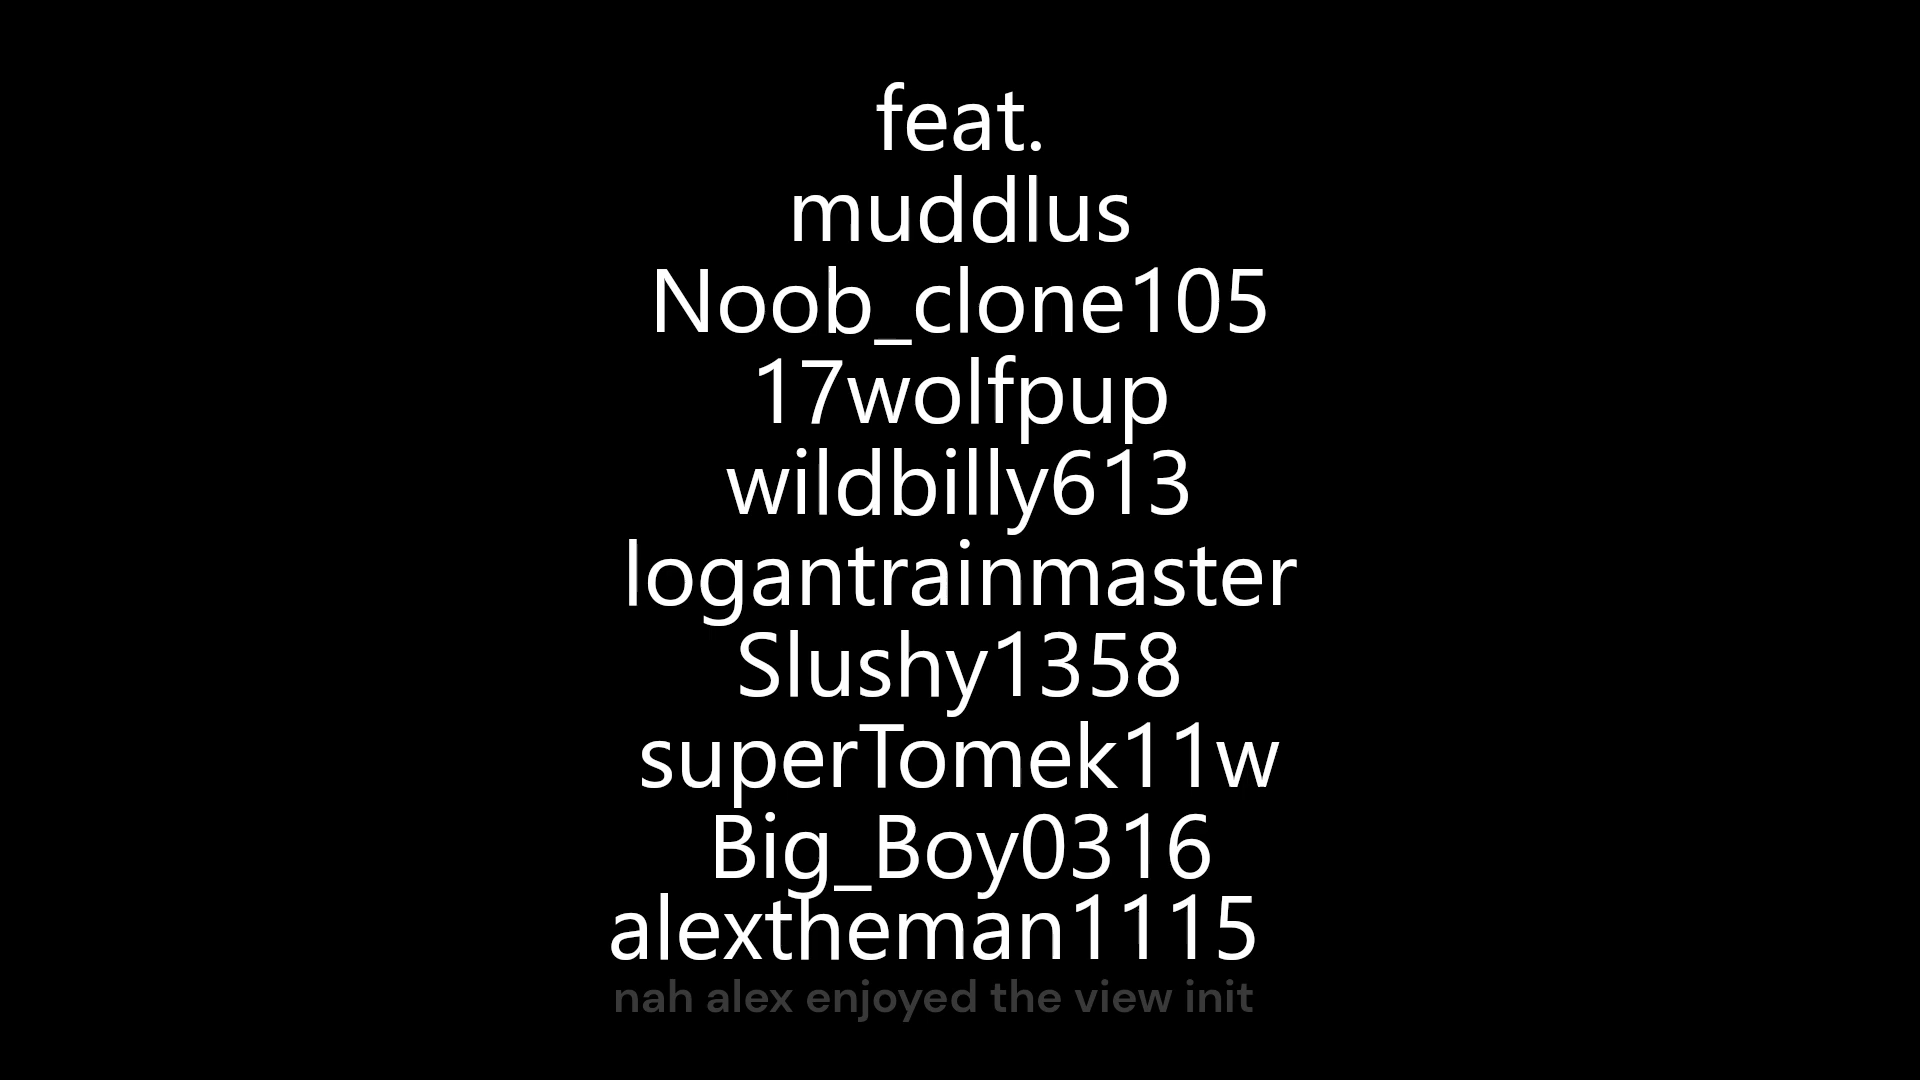 feat.
muddlus
Noob_clone105
17wolfpup
wildbilly613
logantrainmaster
Slushy1358
superTomek11w
Big_Boy0316
alextheman1115
nah alex enjoyed the view init